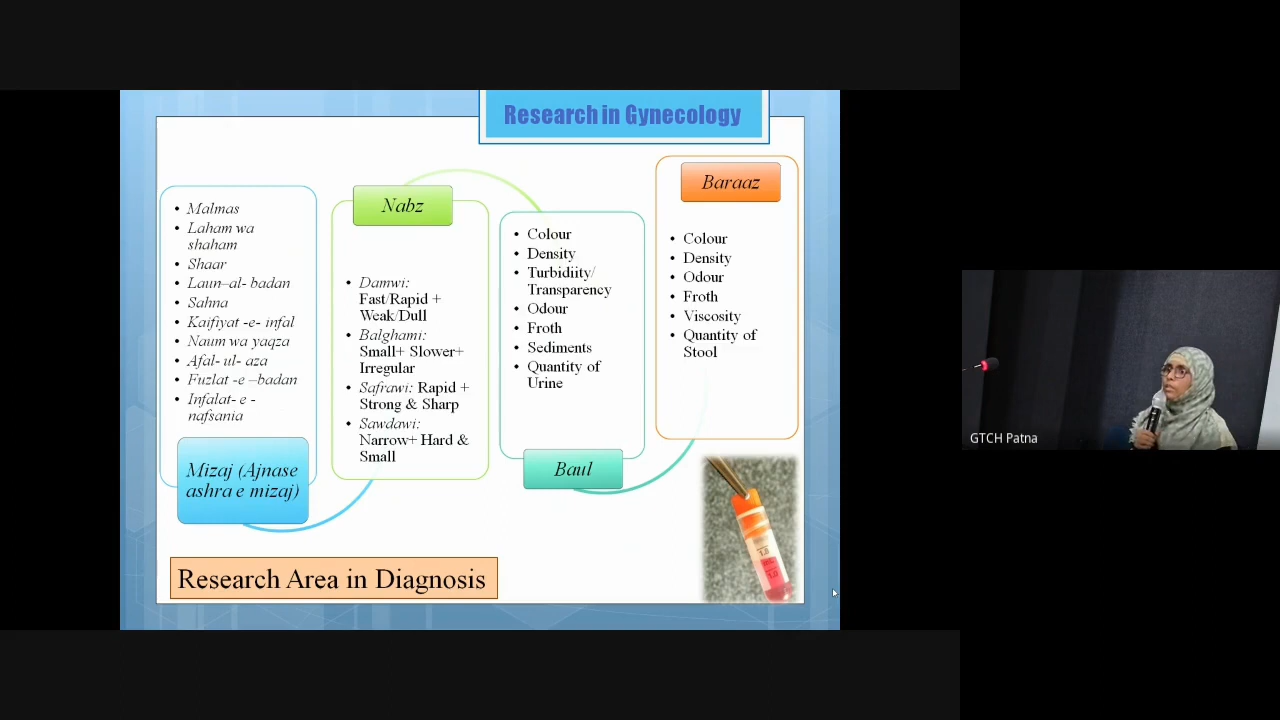 Research in Gynecology
• Malmas
• Laham wa
shaham
• Shaar
• Laun–al- badan
• Sahna
• Kaifiyat -e- infal
• Naum wa yaqza
• Afal- ul- aza
• Fuzlat -e –badan
• Infalat- e -
nafsania
Mizaj (Ajnase
ashra e mizaj)
Nabz
• Damwi:
Fast/Rapid +
Weak/Dull
• Balghami:
Small+ Slower+
Irregular
• Safrawi: Rapid +
Strong & Sharp
• Sawdawi:
Narrow+ Hard &
Small
• Colour
• Density
• Turbidiity/
Transparency
• Odour
• Froth
• Sediments
• Quantity of
Urine
Baul
Baraaz
• Colour
• Density
• Odour
• Froth
• Viscosity
• Quantity of
Stool
Research Area in Diagnosis
GTCH Patna